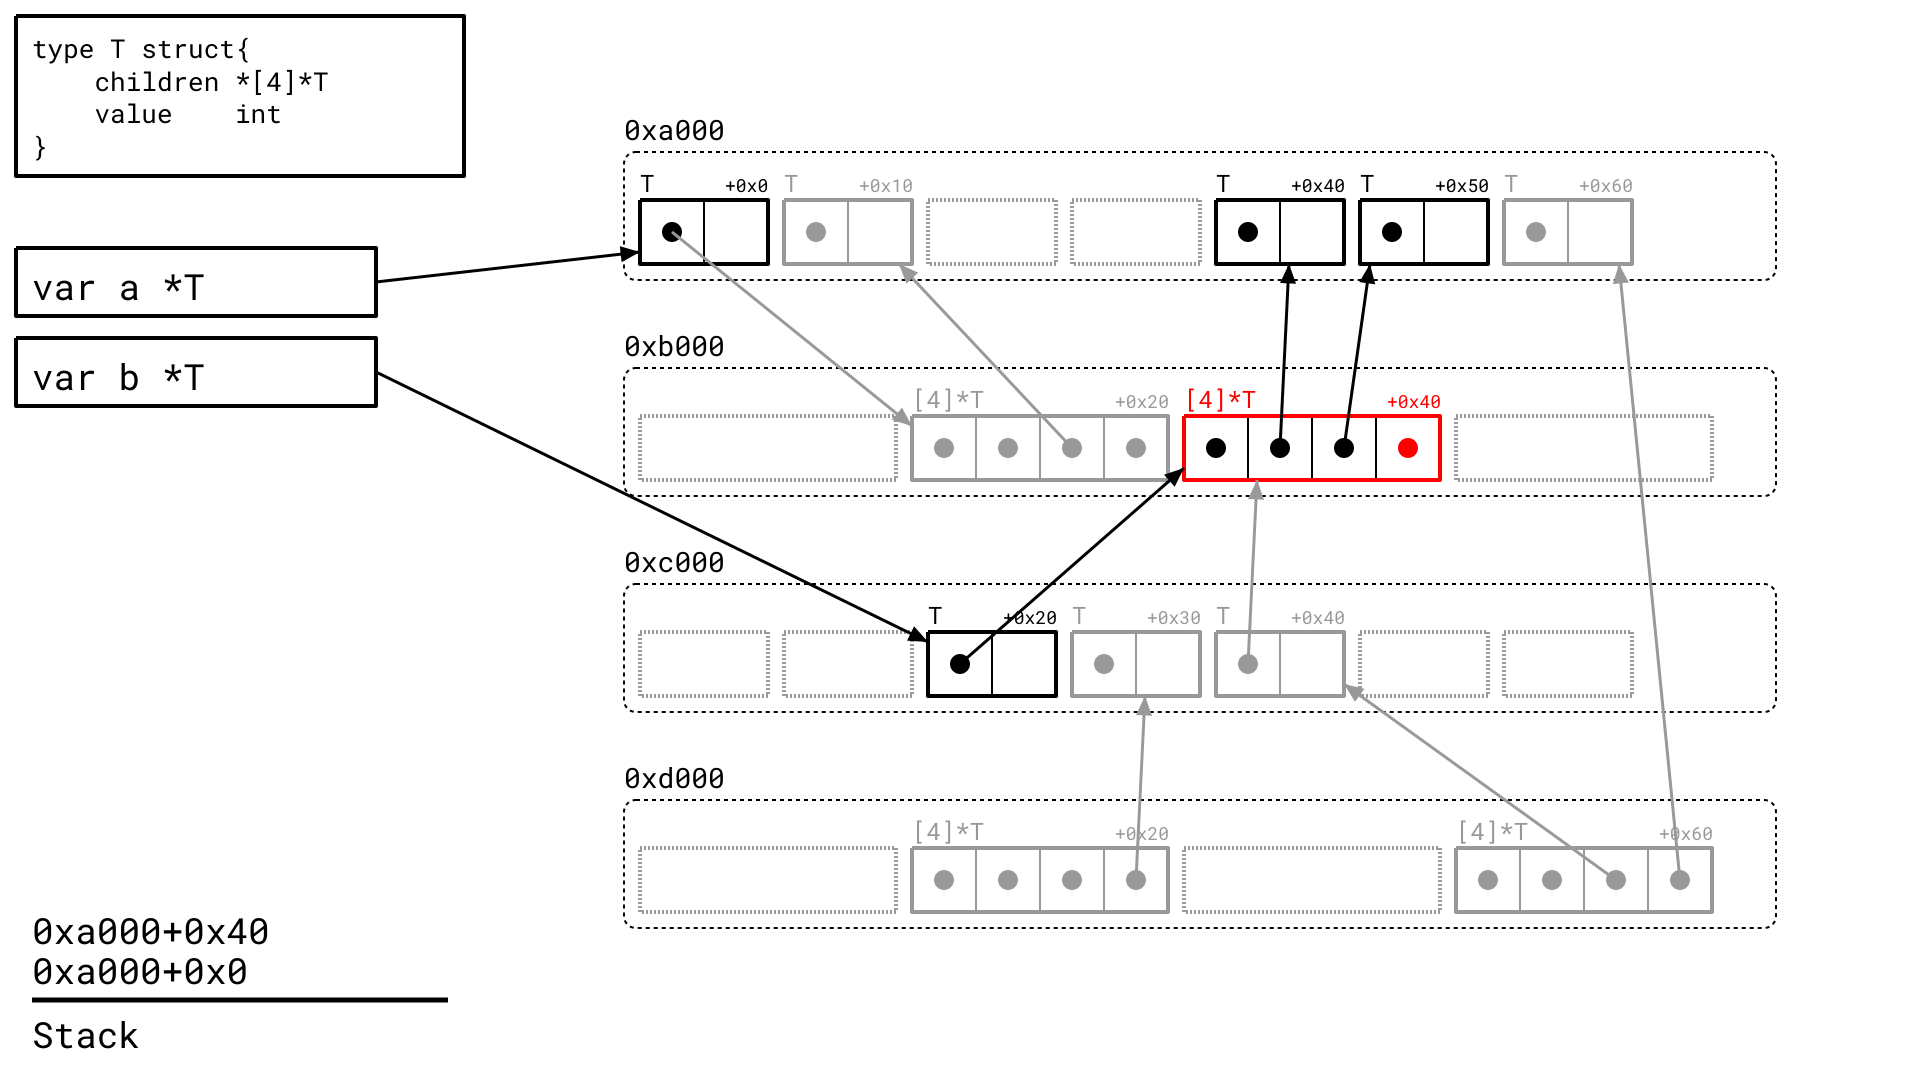 type T struct{
    children *[4]*T
    value    int
}
var a *T
var b *T
0xa000
T +0x0 T +0x10 T +0x40 T +0x50 T +0x60
0xb000
[4]*T +0x20 [4]*T +0x40
0xc000
T +0x20 T +0x30 T +0x40
0xd000
[4]*T +0x20 [4]*T +0x60
0xa000+0x40
0xa000+0x0
Stack